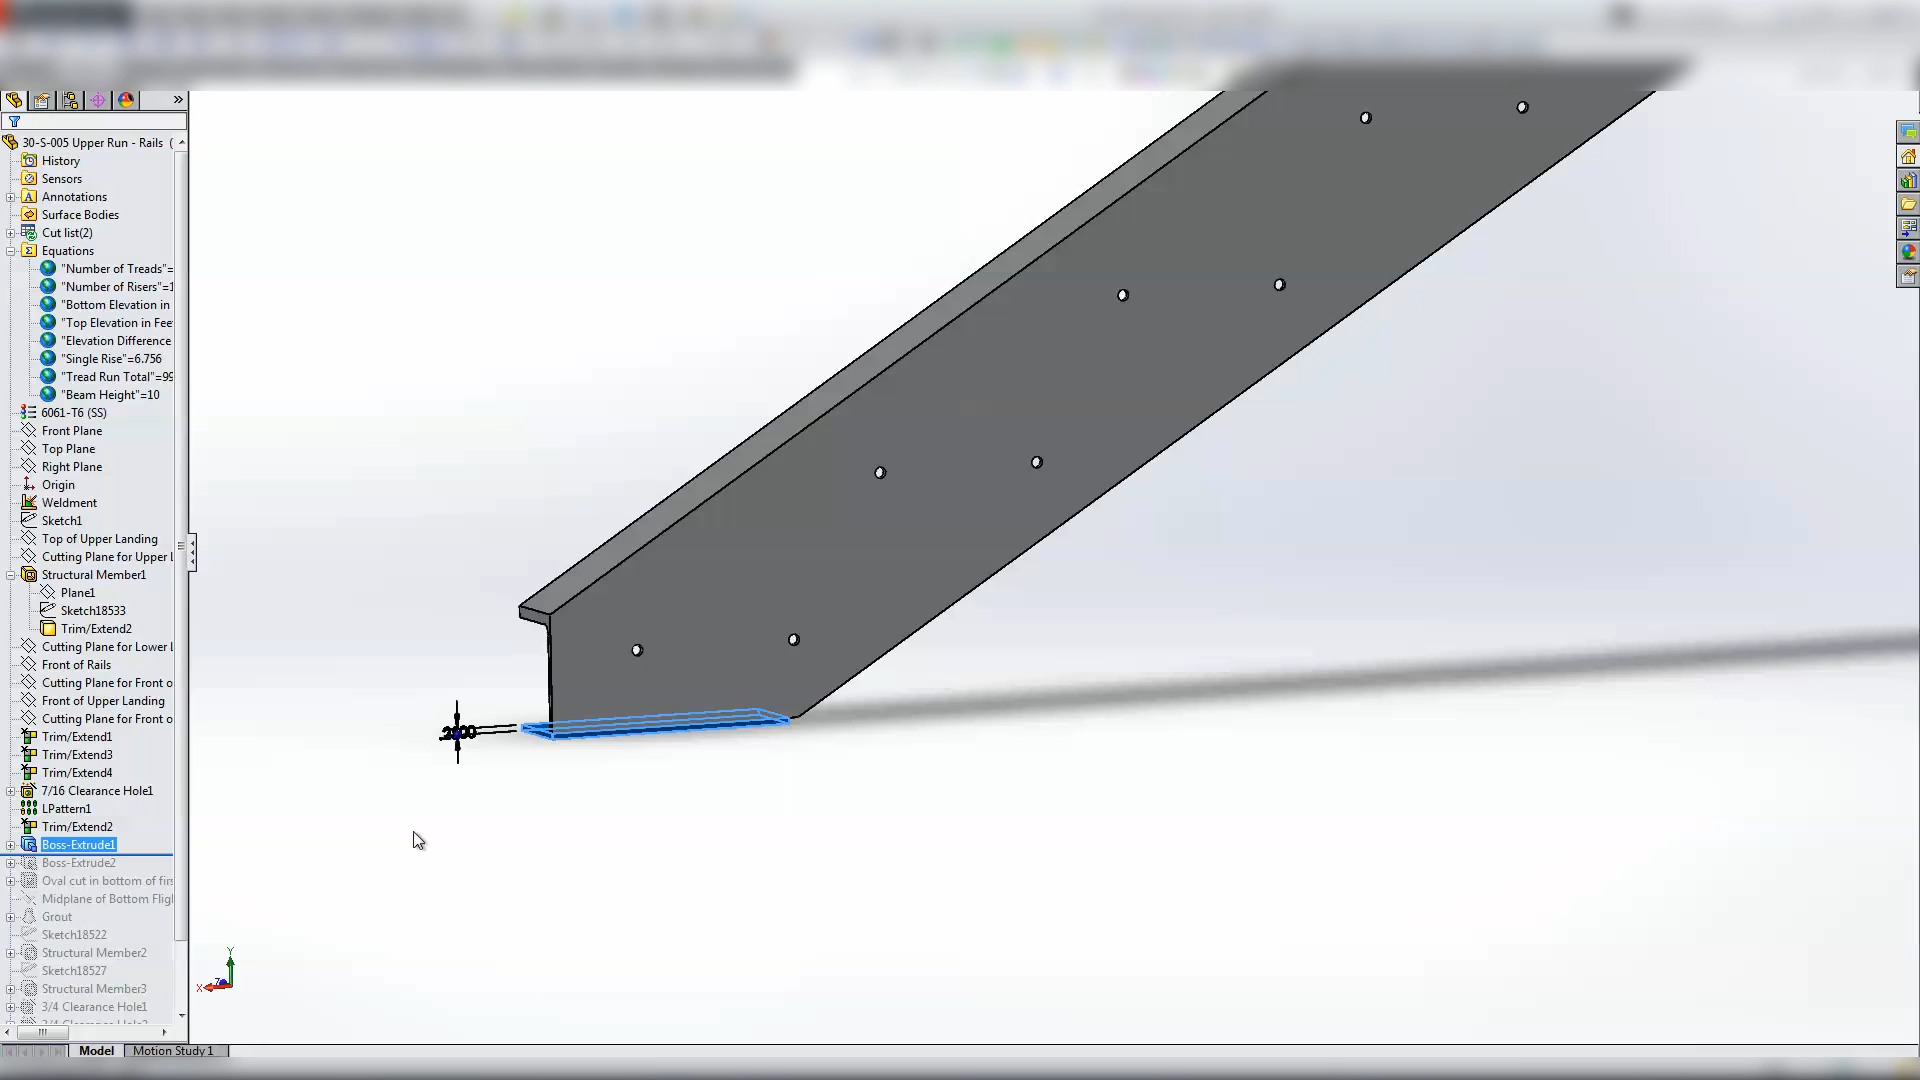 30-S-005 Upper Run - Rails (
History
Sensors
Annotations
Surface Bodies
Cut list(2)
Equations
"Number of Treads"=
"Number of Risers"=1
"Bottom Elevation in
"Top Elevation in Fee
"Elevation Difference
"Single Rise"=6.756
"Tread Run Total"=99
"Beam Height"=10
6061-T6 (SS)
Front Plane
Top Plane
Right Plane
Origin
Weldment
Sketch1
Top of Upper Landing
Cutting Plane for Upper L
Structural Member1
Plane1
Sketch18533
Trim/Extend2
Cutting Plane for Lower L
Front of Rails
Cutting Plane for Front o
Front of Upper Landing
Cutting Plane for Front o
Trim/Extend1
Trim/Extend3
Trim/Extend4
7/16 Clearance Hole1
LPattern1
Trim/Extend2
Boss-Extrude1
Boss-Extrude2
Oval cut in bottom of firs
Midplane of Bottom Fligh
Grout
Sketch18522
Structural Member2
Sketch18527
Structural Member3
3/4 Clearance Hole1
Y
X
Z
Model
Motion Study 1